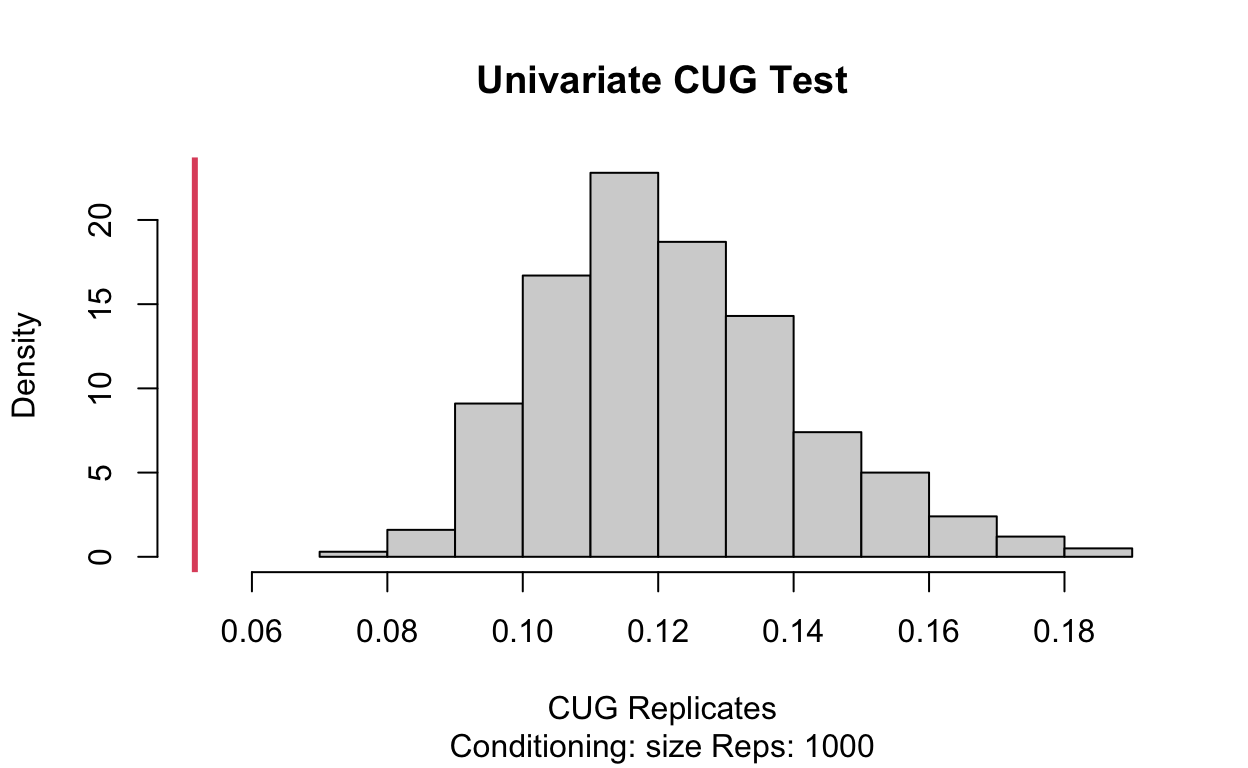 Univariate CUG Test
Density
20
15
10
5
0
0.06 0.08 0.10 0.12 0.14 0.16 0.18
CUG Replicates
Conditioning: size Reps: 1000